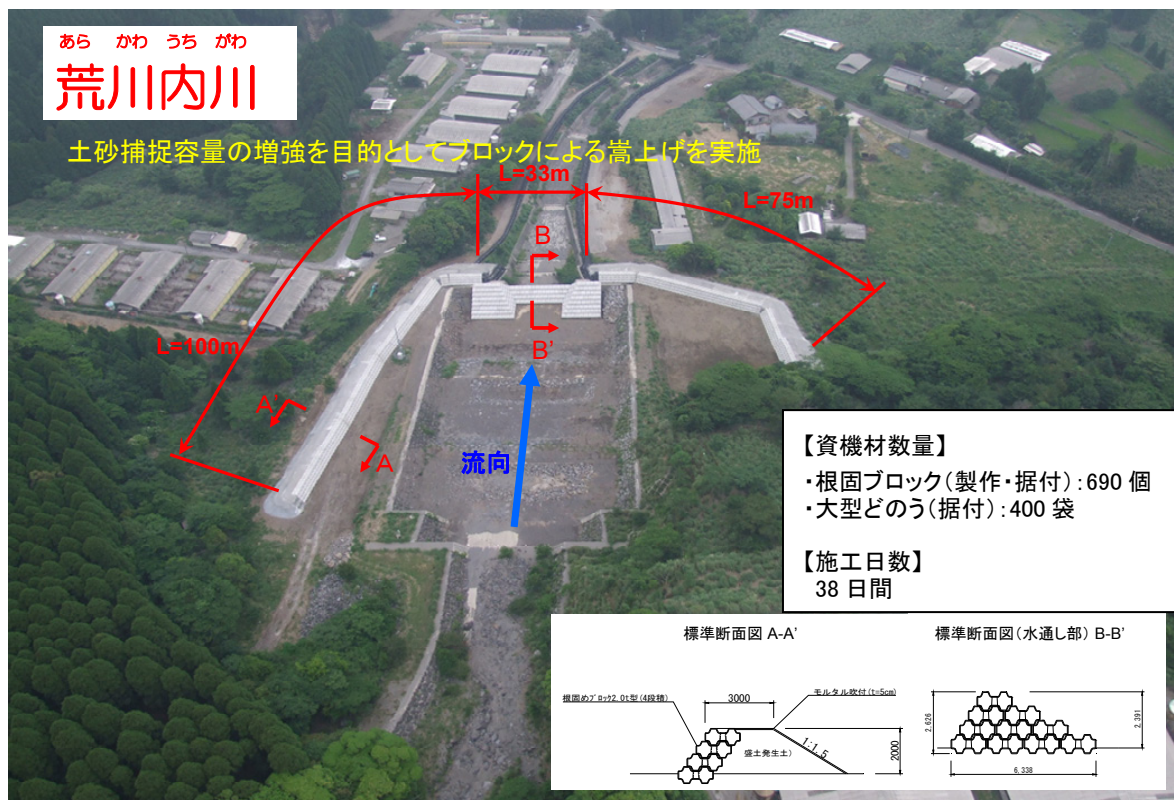 あら かわ うち がわ
荒川内川
土砂捕捉容量の増強を目的としてブロックによる嵩上げを実施
L=33m
L=75m
B
B'
L=100m
A'
A
流向
【資機材数量】
・根固ブロック(製作・据付):690 個
・大型どのう(据付):400 袋
【施工日数】
38 日間
標準断面図 A-A'
標準断面図(水通し部) B-B'
根固めブロック2.0t型(4段積)
3000
モルタル吹付(t=5cm)
盛土発生土)
1:1.5
2000
2,626
2,391
6,338